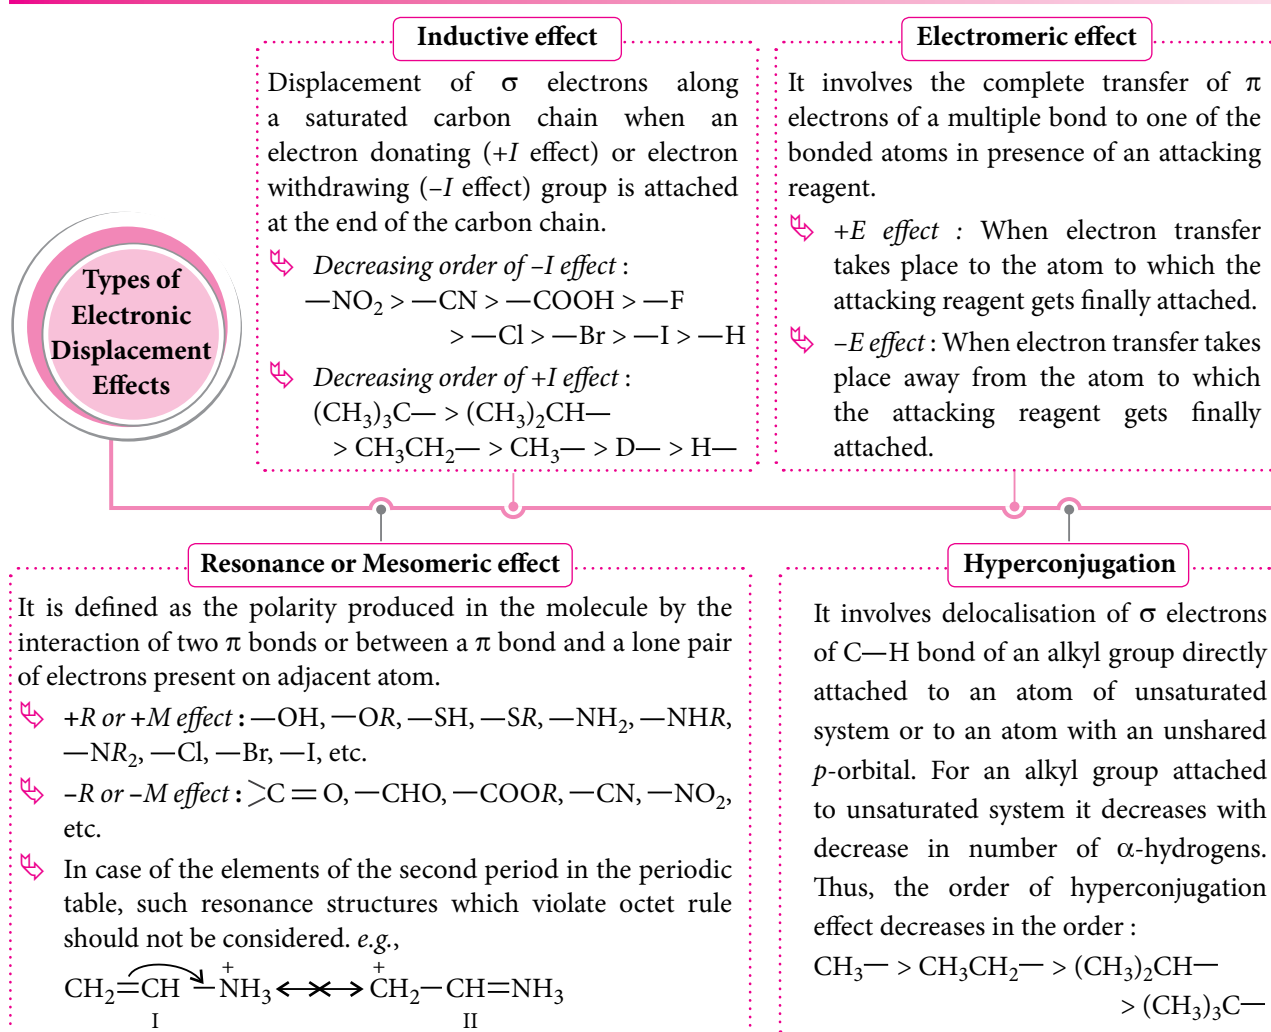 Types of
Electronic
Displacement
Effects
Inductive effect
Displacement of σ electrons along
a saturated carbon chain when an
electron donating (+I effect) or electron
withdrawing (–I effect) group is attached
at the end of the carbon chain.
Decreasing order of –I effect :
—NO₂ > —CN > —COOH > —F
> —Cl > —Br > —I > —H
Decreasing order of +I effect :
(CH₃)₃C— > (CH₃)₂CH—
> CH₃CH₂— > CH₃— > D— > H—
Electromeric effect
It involves the complete transfer of π
electrons of a multiple bond to one of the
bonded atoms in presence of an attacking
reagent.
+E effect : When electron transfer
takes place to the atom to which the
attacking reagent gets finally attached.
–E effect : When electron transfer takes
place away from the atom to which
the attacking reagent gets finally
attached.
Resonance or Mesomeric effect
It is defined as the polarity produced in the molecule by the
interaction of two π bonds or between a π bond and a lone pair
of electrons present on adjacent atom.
+R or +M effect : —OH, —OR, —SH, —SR, —NH₂, —NHR,
—NR₂, —Cl, —Br, —I, etc.
–R or –M effect : >C=O, —CHO, —COOR, —CN, —NO₂,
etc.
In case of the elements of the second period in the periodic
table, such resonance structures which violate octet rule
should not be considered. e.g.,
+ +
CH₂=CH—NH₃ ↔ CH₂—CH=NH₃
I II
Hyperconjugation
It involves delocalisation of σ electrons
of C—H bond of an alkyl group directly
attached to an atom of unsaturated
system or to an atom with an unshared
p-orbital. For an alkyl group attached
to unsaturated system it decreases with
decrease in number of α-hydrogens.
Thus, the order of hyperconjugation
effect decreases in the order :
CH₃— > CH₃CH₂— > (CH₃)₂CH—
> (CH₃)₃C—